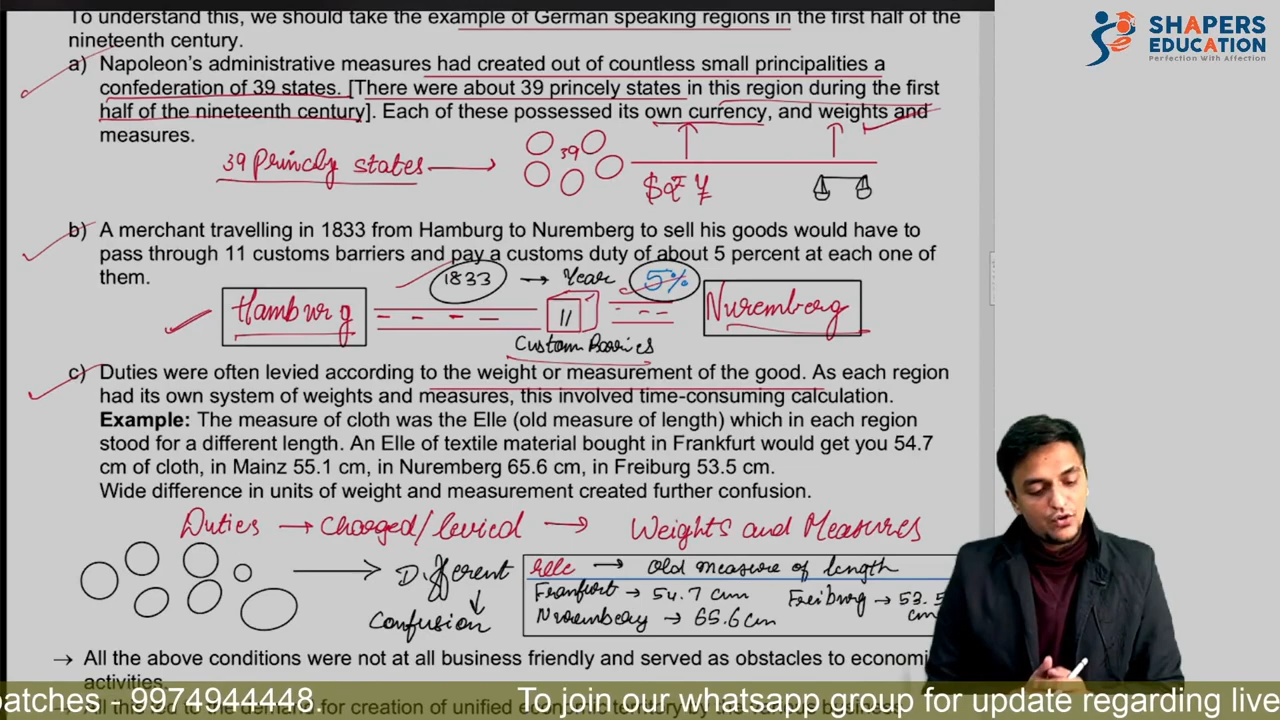 To understand this, we should take the example of German speaking regions in the first half of the
nineteenth century.
a) Napoleon's administrative measures had created out of countless small principalities a
confederation of 39 states. [There were about 39 princely states in this region during the first
half of the nineteenth century]. Each of these possessed its own currency, and weights and
measures.
39 Princly states
39
$ ₹ ¥
b) A merchant travelling in 1833 from Hamburg to Nuremberg to sell his goods would have to
pass through 11 customs barriers and pay a customs duty of about 5 percent at each one of
them.
1833 → Year 5%
Hamburg
11
Nuremberg
Custom Barries
c) Duties were often levied according to the weight or measurement of the good. As each region
had its own system of weights and measures, this involved time-consuming calculation.
Example: The measure of cloth was the Elle (old measure of length) which in each region
stood for a different length. An Elle of textile material bought in Frankfurt would get you 54.7
cm of cloth, in Mainz 55.1 cm, in Nuremberg 65.6 cm, in Freiburg 53.5 cm.
Wide difference in units of weight and measurement created further confusion.
Duties → Charged/levied → Weights and Measures
Different
Confusion
→ Old measure of length
Franfurt → 54.7 cm Freiburg → 53.5
cm
Nuremberg → 65.6 cm
→ All the above conditions were not at all business friendly and served as obstacles to economi
activities.
SHAPERS
EDUCATION
Perfection With Affection
patches - 9974944448. To join our whatsapp group for update regarding live